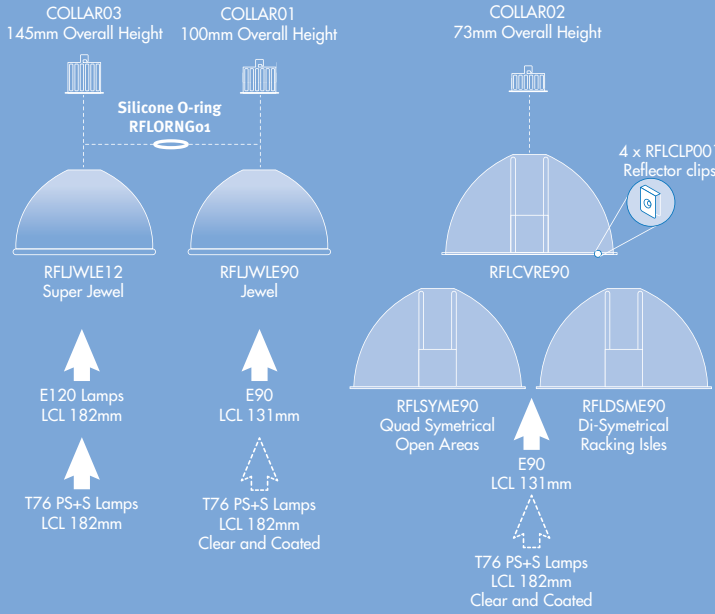 COLLAR03
145mm Overall Height
COLLAR01
100mm Overall Height
COLLAR02
73mm Overall Height
Silicone O-ring
RFLORNG01
4 x RFLCLP001
Reflector clips
RFLJWLE12
Super Jewel
RFLJWLE90
Jewel
RFLCVRE90
E120 Lamps
LCL 182mm
E90
LCL 131mm
RFLSYME90
Quad Symetrical
Open Areas
RFLDSME90
Di-Symetrical
Racking Isles
E90
LCL 131mm
T76 PS+S Lamps
LCL 182mm
T76 PS+S Lamps
LCL 182mm
Clear and Coated
T76 PS+S Lamps
LCL 182mm
Clear and Coated